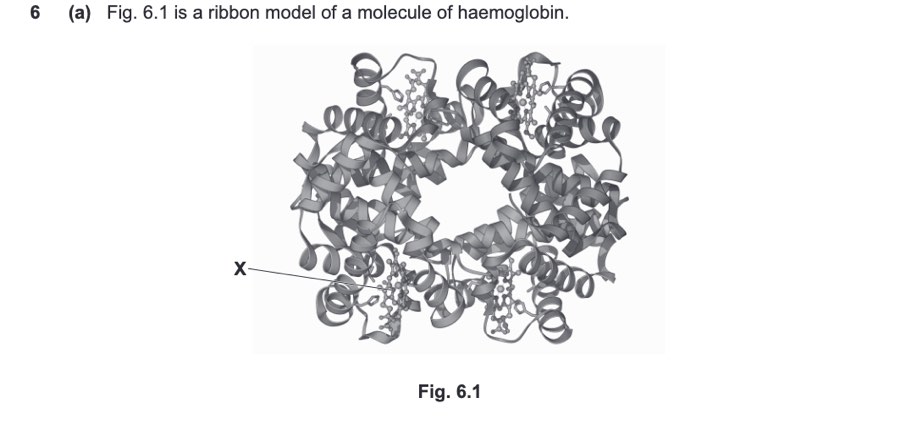 6 (a) Fig. 6.1 is a ribbon model of a molecule of haemoglobin.
X
Fig. 6.1